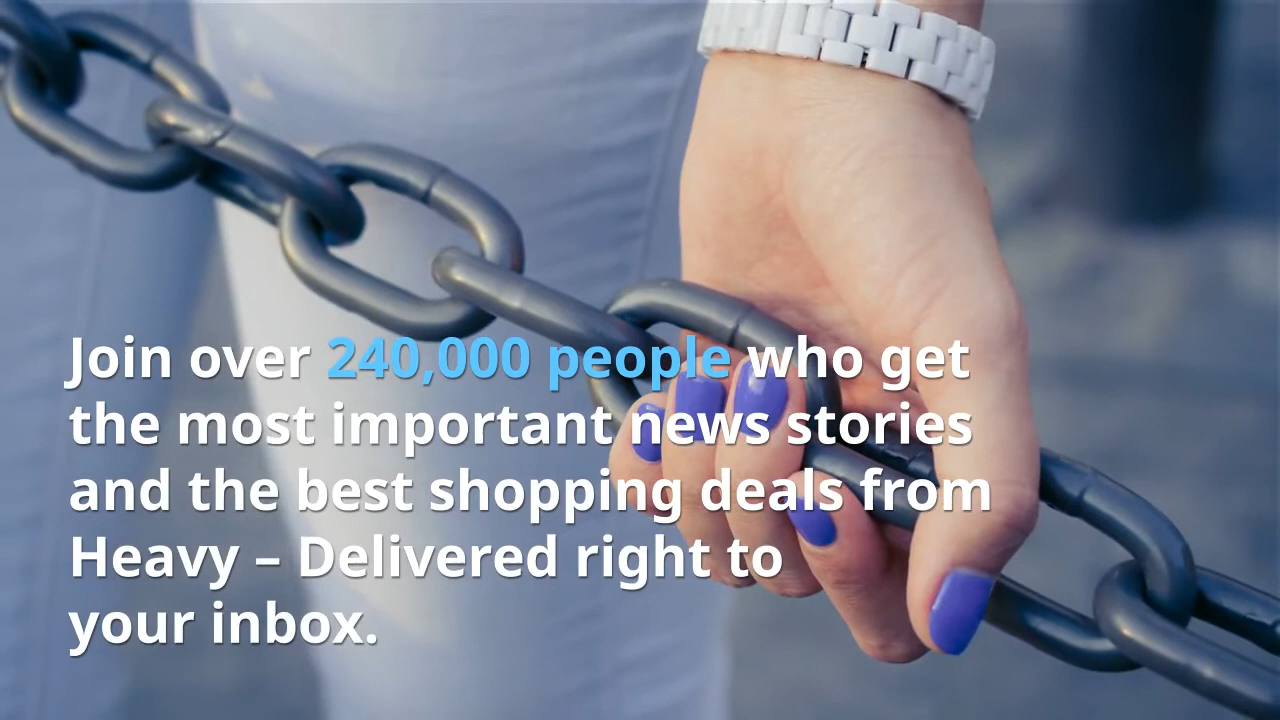 Join over 240,000 people who get
the most important news stories
and the best shopping deals from
Heavy – Delivered right to
your inbox.